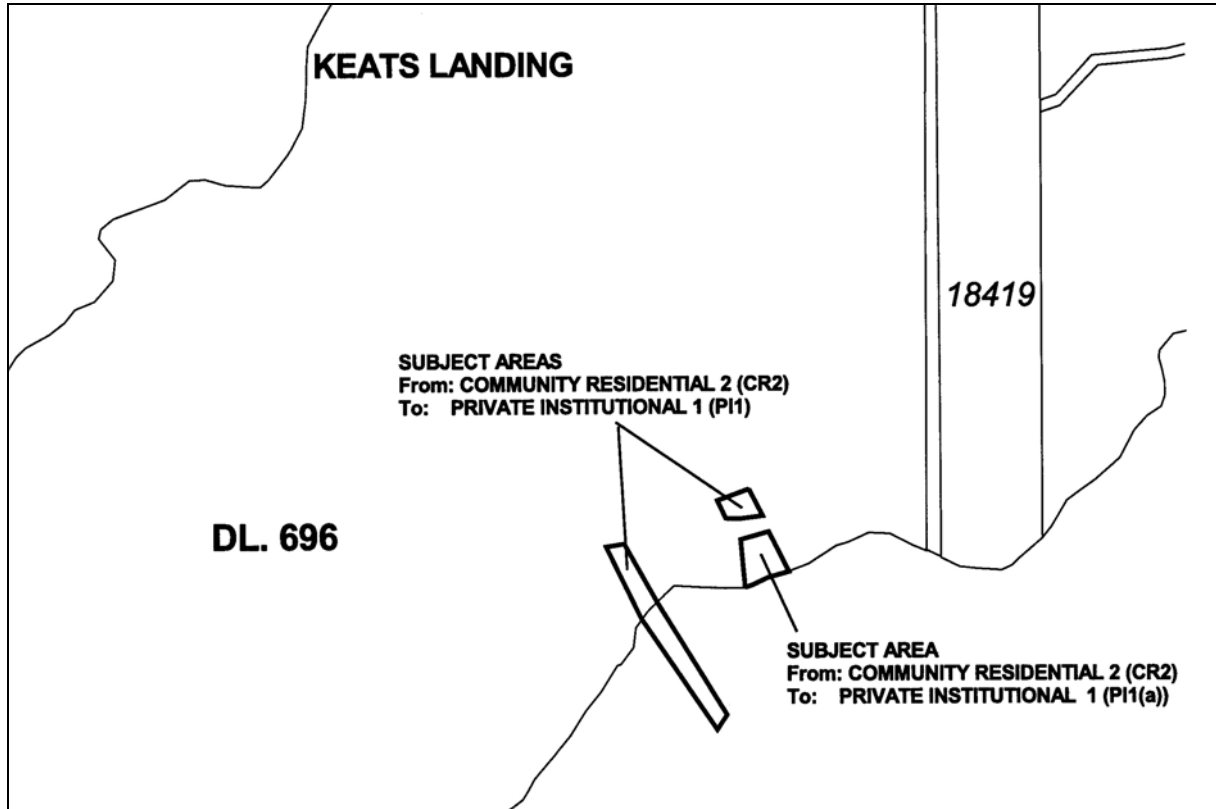 KEATS LANDING
18419
SUBJECT AREAS
From: COMMUNITY RESIDENTIAL 2 (CR2)
To: PRIVATE INSTITUTIONAL 1 (PI1)
DL. 696
SUBJECT AREA
From: COMMUNITY RESIDENTIAL 2 (CR2)
To: PRIVATE INSTITUTIONAL 1 (PI1(a))